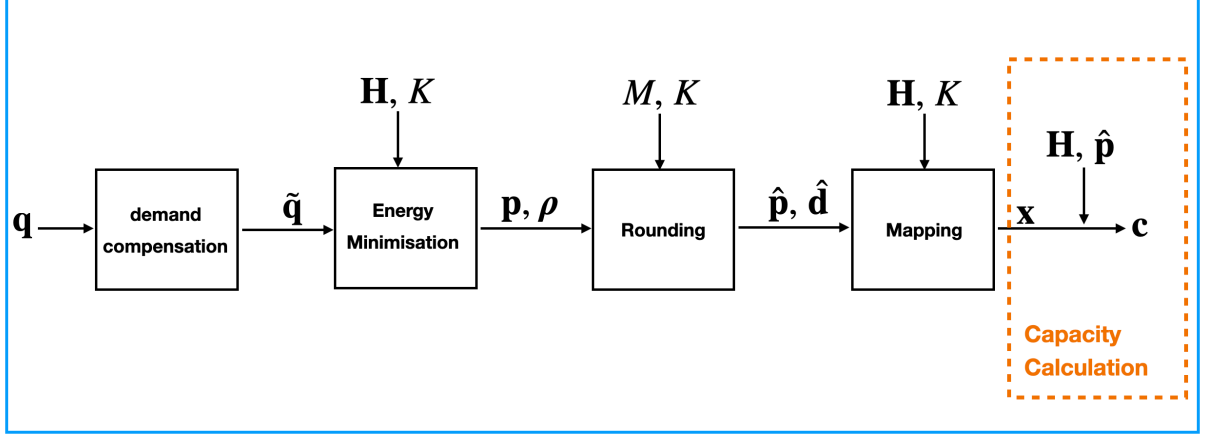 H, K
M, K
H, K
H, p̂
q
demand
compensation
q̃
Energy
Minimisation
p, ρ
Rounding
p̂, d̂
Mapping
x
c
Capacity
Calculation